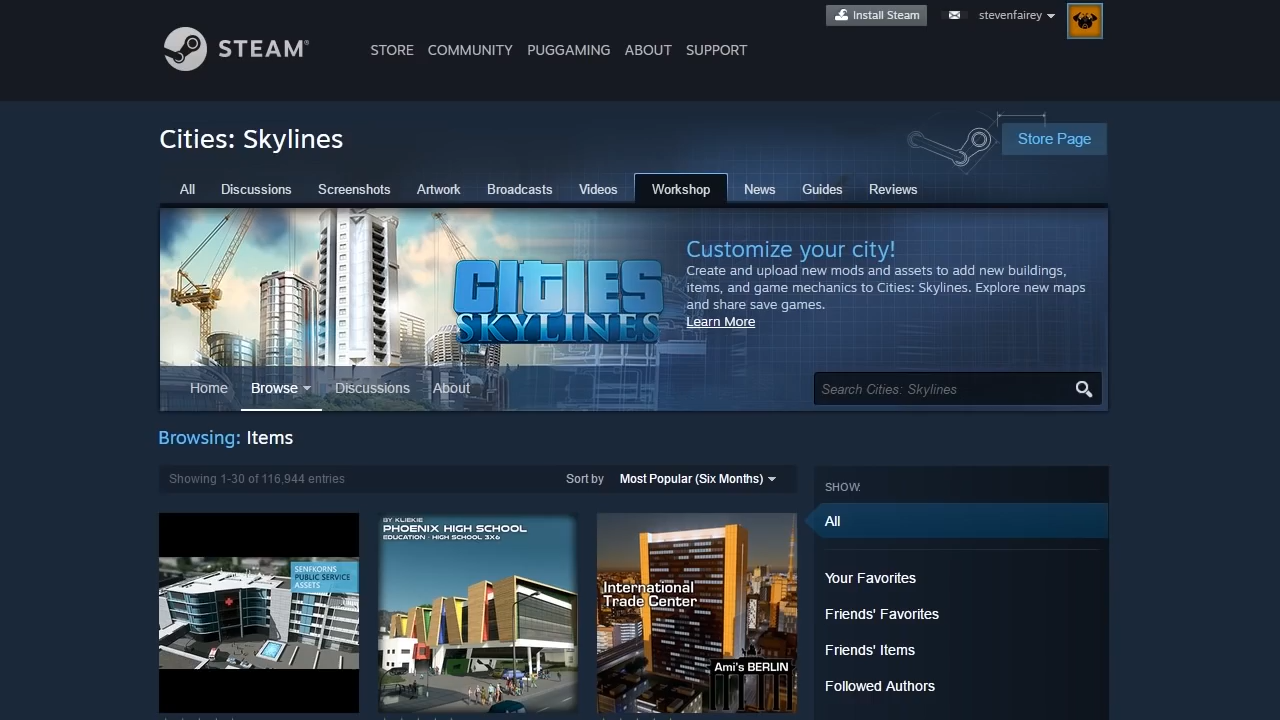 Install Steam
stevenfairey
STEAM®
STORE COMMUNITY PUGGAMING ABOUT SUPPORT
Cities: Skylines
Store Page
All Discussions Screenshots Artwork Broadcasts Videos Workshop News Guides Reviews
CITIES
SKYLINES
Customize your city!
Create and upload new mods and assets to add new buildings,
items, and game mechanics to Cities: Skylines. Explore new maps
and share save games.
Learn More
Home Browse Discussions About
Search Cities: Skylines
Browsing: Items
Showing 1-30 of 116,944 entries
Sort by Most Popular (Six Months)
SENFKORNS
PUBLIC SERVICE
ASSETS
BY KLIEKIE
PHOENIX HIGH SCHOOL
EDUCATION - HIGH SCHOOL 3X6
International
Trade Center
Ami's BERLIN
SHOW:
All
Your Favorites
Friends' Favorites
Friends' Items
Followed Authors